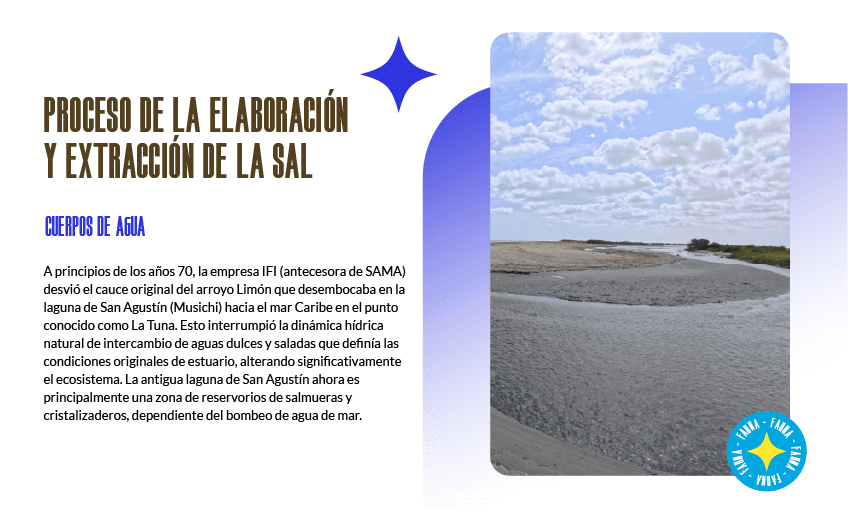 PROCESO DE LA ELABORACIÓN
Y EXTRACCIÓN DE LA SAL
CUERPOS DE AGUA
A principios de los años 70, la empresa IFI (antecesora de SAMA)
desvió el cauce original del arroyo Limón que desembocaba en la
laguna de San Agustín (Musichi) hacia el mar Caribe en el punto
conocido como La Tuna. Esto interrumpió la dinámica hídrica
natural de intercambio de aguas dulces y saladas que definía las
condiciones originales de estuario, alterando significativamente
el ecosistema. La antigua laguna de San Agustín ahora es
principalmente una zona de reservorios de salmueras y
cristalizaderos, dependiente del bombeo de agua de mar.
FAUNA - FAUNA - FAUNA - FAUNA - FAUNA -